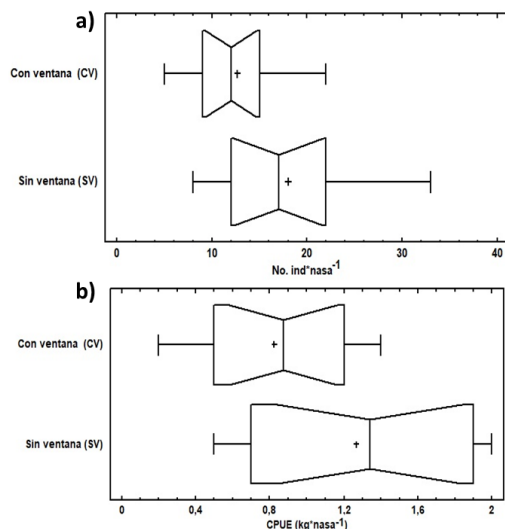 a)
Con ventana (CV)
Sin ventana (SV)
0 10 20 30 40
No. ind*nasa-1
b)
Con ventana (CV)
Sin ventana (SV)
0 0,4 0,8 1,2 1,6 2
CPUE (kg*nasa-1)